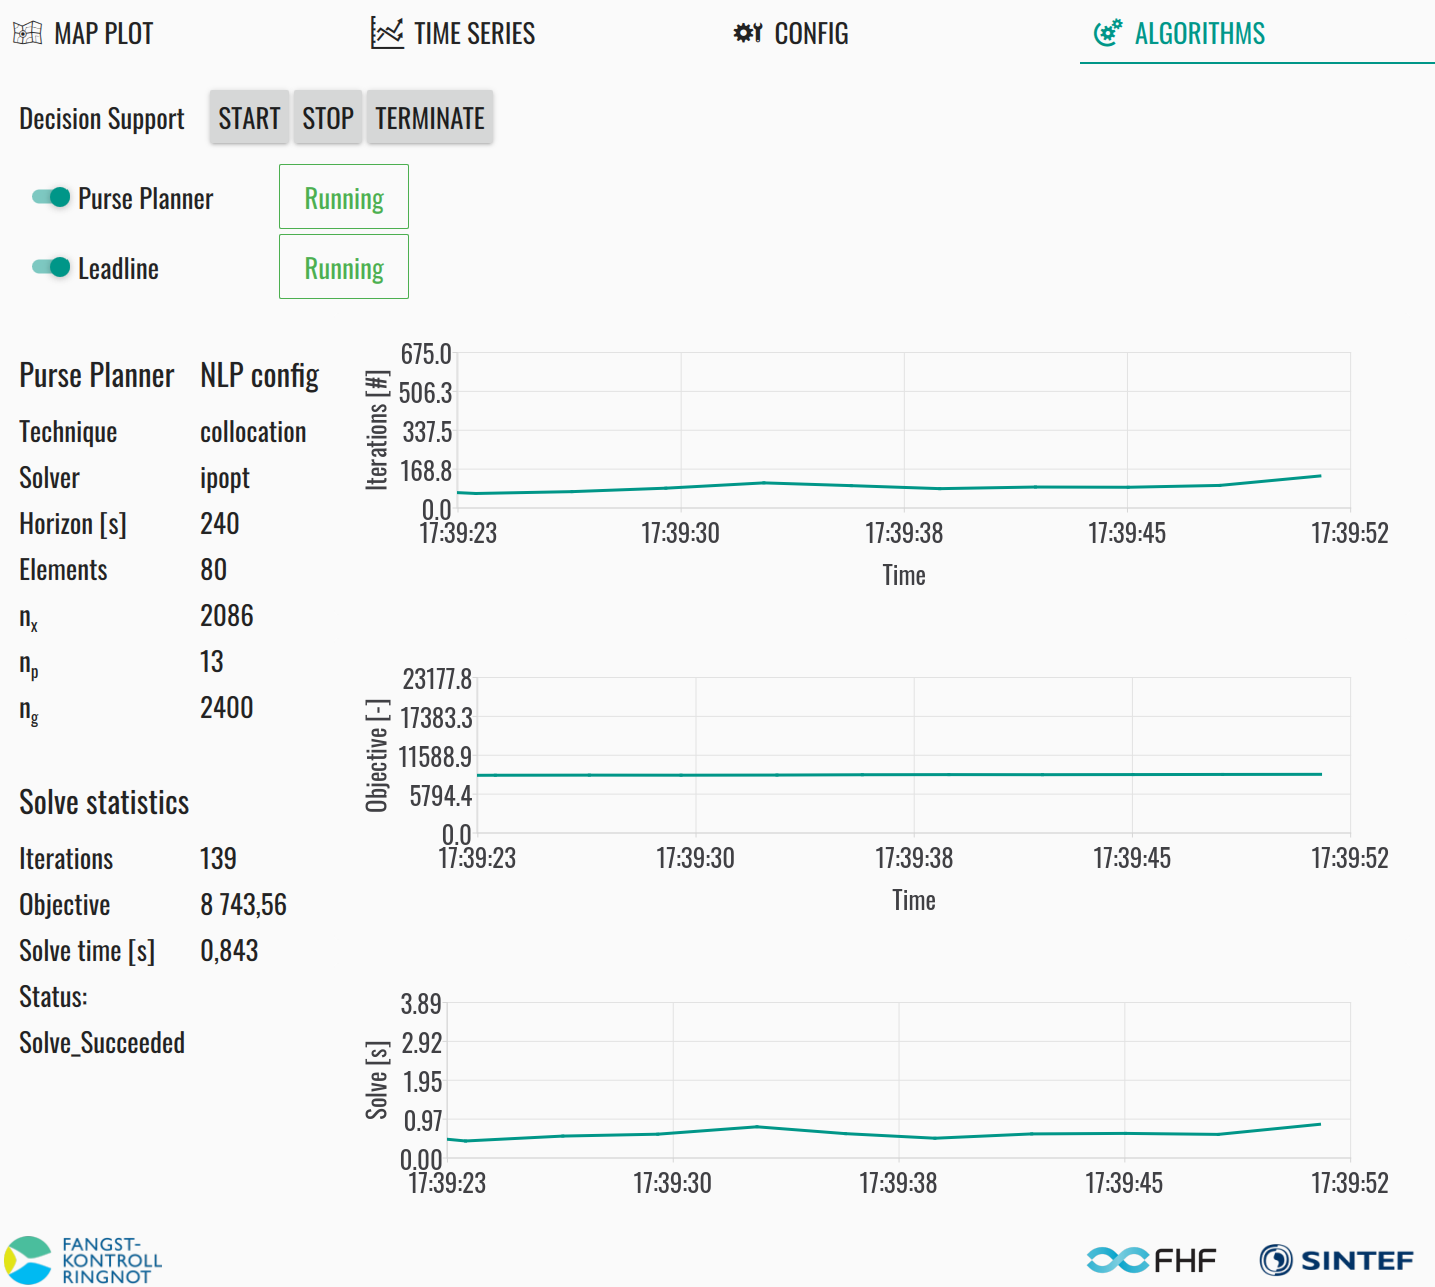 MAP PLOT TIME SERIES CONFIG ALGORITHMS
Decision Support START STOP TERMINATE
Purse Planner Running
Leadline Running
Purse Planner NLP config
Technique collocation
Solver ipopt
Horizon [s] 240
Elements 80
nx 2086
np 13
ng 2400
Solve statistics
Iterations 139
Objective 8 743,56
Solve time [s] 0,843
Status:
Solve_Succeeded
Iterations [#]
675.0
506.3
337.5
168.8
0.0
17:39:23 17:39:30 17:39:38 17:39:45 17:39:52
Time
Objective [-]
23177.8
17383.3
11588.9
5794.4
0.0
17:39:23 17:39:30 17:39:38 17:39:45 17:39:52
Time
Solve [s]
3.89
2.92
1.95
0.97
0.00
17:39:23 17:39:30 17:39:38 17:39:45 17:39:52
FANGST-
KONTROLL
RINGNOT
FHF
SINTEF